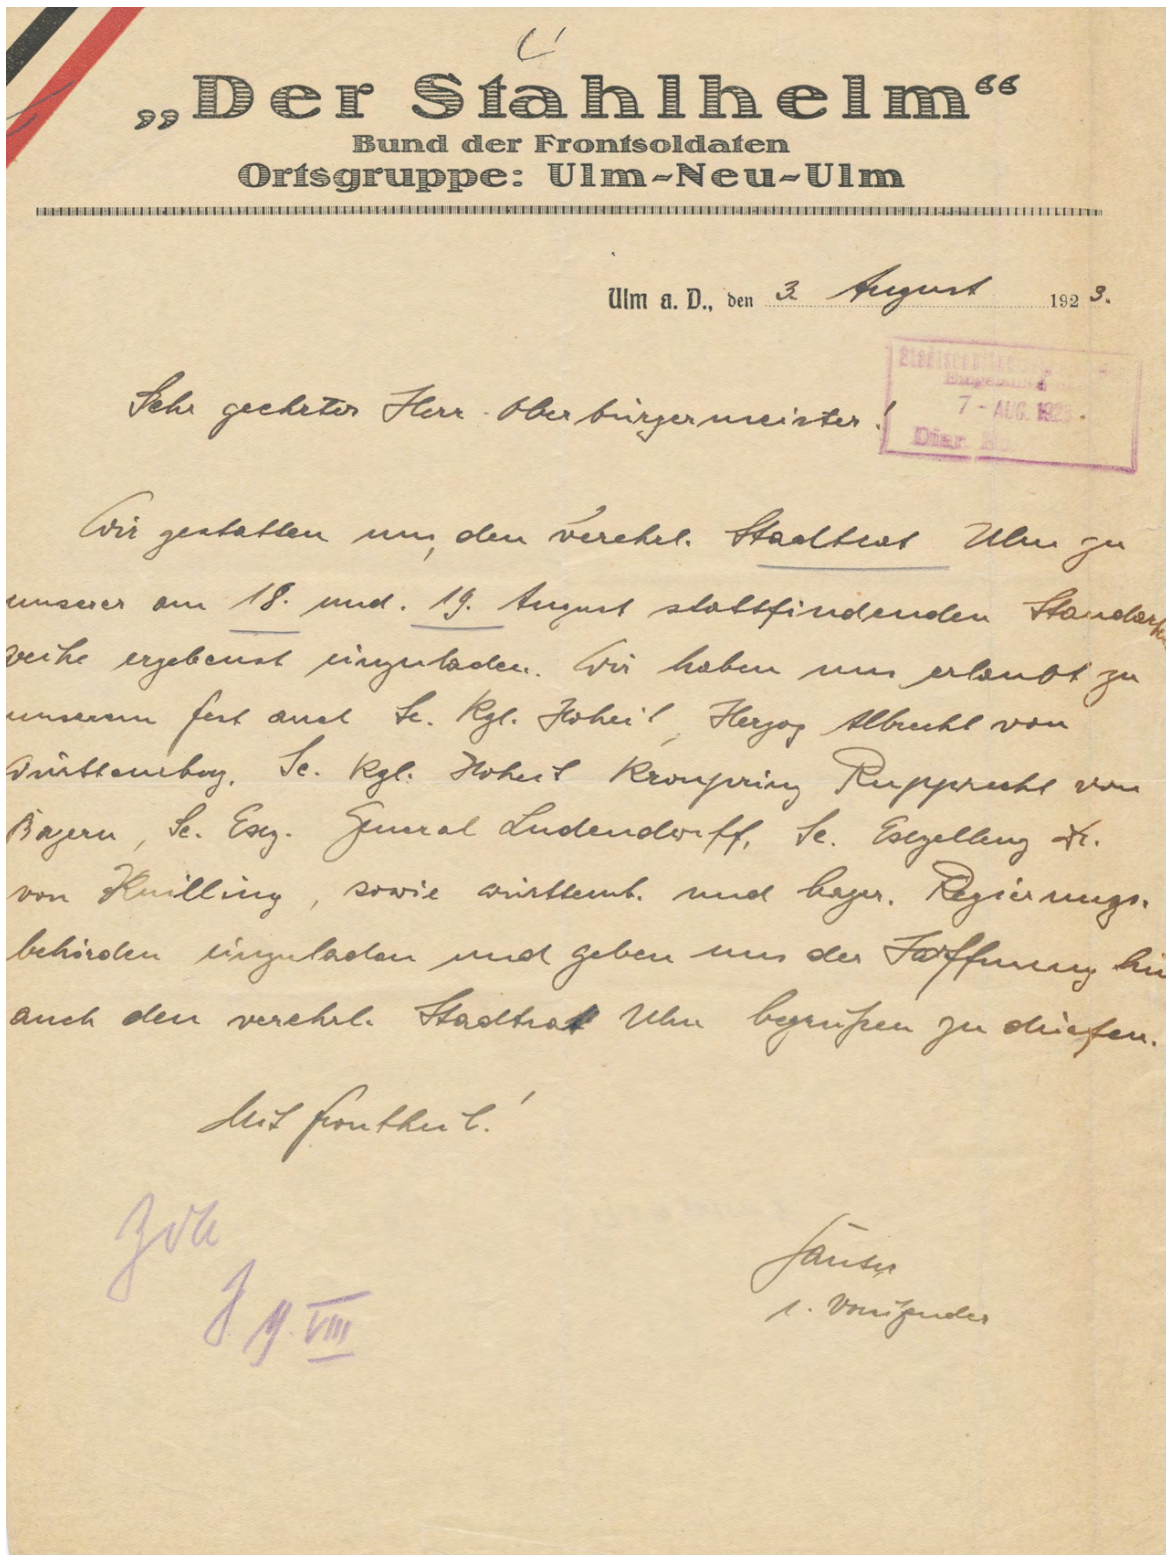 „Der Stahlhelm“
Bund der Frontsoldaten
Ortsgruppe: Ulm-Neu-Ulm
Ulm a. D., den 3. August 1923.
7 - AUG. 1923
Sehr geehrter Herr Oberbürgermeister!
Wir gestatten uns, den verehrl. Stadtrat Ulm zu
unserer am 18. und. 19. August stattfindenden Standarten
weihe ergebenst einzuladen. Wir haben uns erlaubt zu
unserem Fest auch Se. Kgl. Hoheit, Herzog Albrecht von
Württemberg, Se. Kgl. Hoheit Kronprinz Rupprecht von
Bayern, Se. Exz. General Ludendorff, Se. Exzellenz Dr.
von Knilling, sowie württemb. und bayer. Regierungs-
behörden einzuladen und geben uns der Hoffnung hin
auch den verehrl. Stadtrat Ulm begrüßen zu dürfen.
Mit Frontheil!
1. Vorsitzender
9. VIII